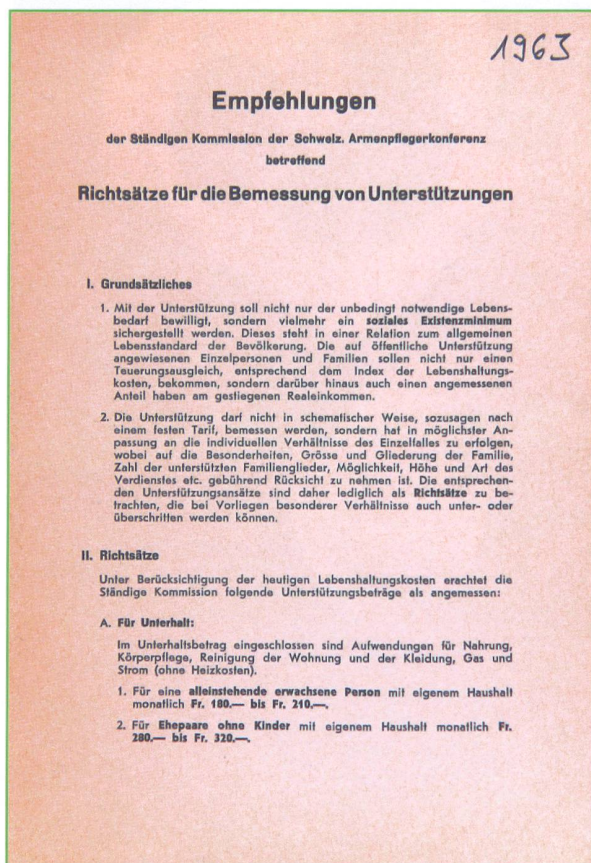 1963
Empfehlungen
der Ständigen Kommission der Schweiz. Armenpflegerkonferenz
betreffend
Richtsätze für die Bemessung von Unterstützungen
I. Grundsätzliches
1. Mit der Unterstützung soll nicht nur der unbedingt notwendige Lebens-
bedarf bewilligt, sondern vielmehr ein soziales Existenzminimum
sichergestellt werden. Dieses steht in einer Relation zum allgemeinen
Lebensstandard der Bevölkerung. Die auf öffentliche Unterstützung
angewiesenen Einzelpersonen und Familien sollen nicht nur einen
Teuerungsausgleich, entsprechend dem Index der Lebenshaltungs-
kosten, bekommen, sondern darüber hinaus auch einen angemessenen
Anteil haben am gestiegenen Realeinkommen.
2. Die Unterstützung darf nicht in schematischer Weise, sozusagen nach
einem festen Tarif, bemessen werden, sondern hat in möglichster An-
passung an die individuellen Verhältnisse des Einzelfalles zu erfolgen,
wobei auf die Besonderheiten, Grösse und Gliederung der Familie,
Zahl der unterstützten Familienglieder, Möglichkeit, Höhe und Art des
Verdienstes etc. gebührend Rücksicht zu nehmen ist. Die entsprechen-
den Unterstützungsansätze sind daher lediglich als Richtsätze zu be-
trachten, die bei Vorliegen besonderer Verhältnisse auch unter- oder
überschritten werden können.
II. Richtsätze
Unter Berücksichtigung der heutigen Lebenshaltungskosten erachtet die
Ständige Kommission folgende Unterstützungsbeträge als angemessen:
A. Für Unterhalt:
Im Unterhaltsbetrag eingeschlossen sind Aufwendungen für Nahrung,
Körperpflege, Reinigung der Wohnung und der Kleidung, Gas und
Strom (ohne Heizkosten).
1. Für eine alleinstehende erwachsene Person mit eigenem Haushalt
monatlich Fr. 180.— bis Fr. 210.—.
2. Für Ehepaare ohne Kinder mit eigenem Haushalt monatlich Fr.
280.— bis Fr. 320.—.